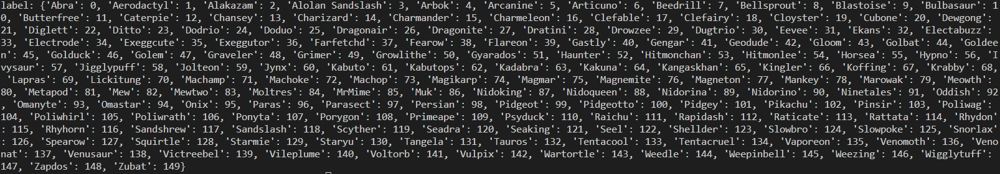 label: {'Abra': 0, 'Aerodactyl': 1, 'Alakazam': 2, 'Alolan Sandslash': 3, 'Arbok': 4, 'Arcanine': 5, 'Articuno': 6, 'Beedrill': 7, 'Bellsprout': 8, 'Blastoise': 9, 'Bulbasaur': 1
0, 'Butterfree': 11, 'Caterpie': 12, 'Chansey': 13, 'Charizard': 14, 'Charmander': 15, 'Charmeleon': 16, 'Clefable': 17, 'Clefairy': 18, 'Cloyster': 19, 'Cubone': 20, 'Dewgong':
21, 'Diglett': 22, 'Ditto': 23, 'Dodrio': 24, 'Doduo': 25, 'Dragonair': 26, 'Dragonite': 27, 'Dratini': 28, 'Drowzee': 29, 'Dugtrio': 30, 'Eevee': 31, 'Ekans': 32, 'Electabuzz':
33, 'Electrode': 34, 'Exeggcute': 35, 'Exeggutor': 36, 'Farfetchd': 37, 'Fearow': 38, 'Flareon': 39, 'Gastly': 40, 'Gengar': 41, 'Geodude': 42, 'Gloom': 43, 'Golbat': 44, 'Goldee
n': 45, 'Golduck': 46, 'Golem': 47, 'Graveler': 48, 'Grimer': 49, 'Growlithe': 50, 'Gyarados': 51, 'Haunter': 52, 'Hitmonchan': 53, 'Hitmonlee': 54, 'Horsea': 55, 'Hypno': 56, 'I
vysaur': 57, 'Jigglypuff': 58, 'Jolteon': 59, 'Jynx': 60, 'Kabuto': 61, 'Kabutops': 62, 'Kadabra': 63, 'Kakuna': 64, 'Kangaskhan': 65, 'Kingler': 66, 'Koffing': 67, 'Krabby': 68,
'Lapras': 69, 'Lickitung': 70, 'Machamp': 71, 'Machoke': 72, 'Machop': 73, 'Magikarp': 74, 'Magmar': 75, 'Magnemite': 76, 'Magneton': 77, 'Mankey': 78, 'Marowak': 79, 'Meowth':
80, 'Metapod': 81, 'Mew': 82, 'Mewtwo': 83, 'Moltres': 84, 'MrMime': 85, 'Muk': 86, 'Nidoking': 87, 'Nidoqueen': 88, 'Nidorina': 89, 'Nidorino': 90, 'Ninetales': 91, 'Oddish': 92
, 'Omanyte': 93, 'Omastar': 94, 'Onix': 95, 'Paras': 96, 'Parasect': 97, 'Persian': 98, 'Pidgeot': 99, 'Pidgeotto': 100, 'Pidgey': 101, 'Pikachu': 102, 'Pinsir': 103, 'Poliwag':
104, 'Poliwhirl': 105, 'Poliwrath': 106, 'Ponyta': 107, 'Porygon': 108, 'Primeape': 109, 'Psyduck': 110, 'Raichu': 111, 'Rapidash': 112, 'Raticate': 113, 'Rattata': 114, 'Rhydon'
: 115, 'Rhyhorn': 116, 'Sandshrew': 117, 'Sandslash': 118, 'Scyther': 119, 'Seadra': 120, 'Seaking': 121, 'Seel': 122, 'Shellder': 123, 'Slowbro': 124, 'Slowpoke': 125, 'Snorlax'
: 126, 'Spearow': 127, 'Squirtle': 128, 'Starmie': 129, 'Staryu': 130, 'Tangela': 131, 'Tauros': 132, 'Tentacool': 133, 'Tentacruel': 134, 'Vaporeon': 135, 'Venomoth': 136, 'Veno
nat': 137, 'Venusaur': 138, 'Victreebel': 139, 'Vileplume': 140, 'Voltorb': 141, 'Vulpix': 142, 'Wartortle': 143, 'Weedle': 144, 'Weepinbell': 145, 'Weezing': 146, 'Wigglytuff':
147, 'Zapdos': 148, 'Zubat': 149}